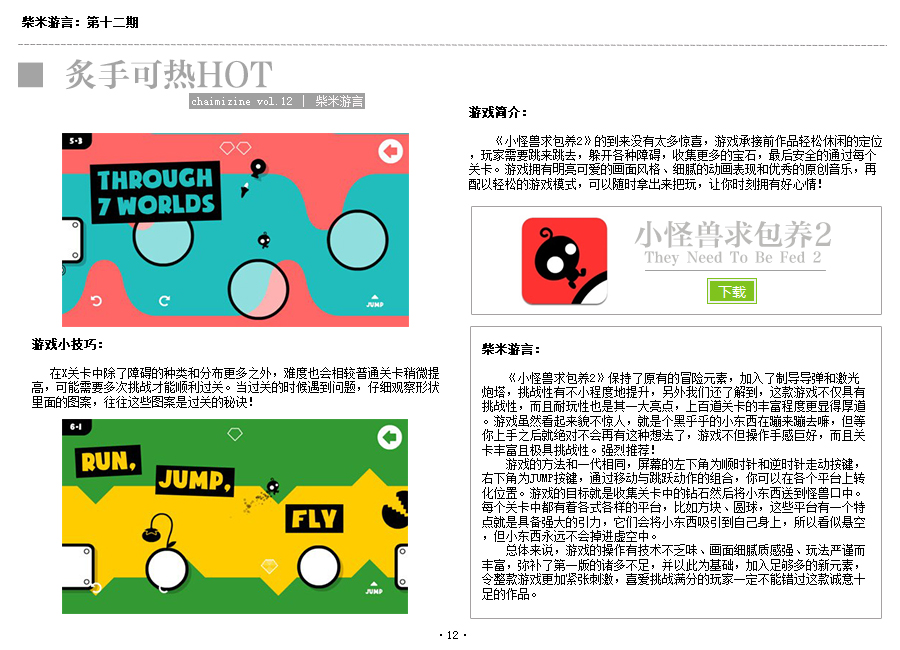 柴米游言：第十二期
炙手可热HOT
chaimizine vol.12 | 柴米游言
5-3
THROUGH
7 WORLDS
JUMP
游戏小技巧：
在X关卡中除了障碍的种类和分布更多之外，难度也会相较普通关卡稍微提
高，可能需要多次挑战才能顺利过关。当过关的时候遇到问题，仔细观察形状
里面的图案，往往这些图案是过关的秘诀！
6-1
RUN,
JUMP,
FLY
JUMP
游戏简介：
《小怪兽求包养2》的到来没有太多惊喜，游戏承接前作品轻松休闲的定位
，玩家需要跳来跳去，躲开各种障碍，收集更多的宝石，最后安全的通过每个
关卡。游戏拥有明亮可爱的画面风格、细腻的动画表现和优秀的原创音乐，再
配以轻松的游戏模式，可以随时拿出来把玩，让你时刻拥有好心情！
小怪兽求包养2
They Need To Be Fed 2
下载
柴米游言：
《小怪兽求包养2》保持了原有的冒险元素，加入了制导导弹和激光
炮塔，挑战性有不小程度地提升，另外我们还了解到，这款游戏不仅具有
挑战性，而且耐玩性也是其一大亮点，上百道关卡的丰富程度更显得厚道
。游戏虽然看起来貌不惊人，就是个黑乎乎的小东西在蹦来蹦去嘛，但等
你上手之后就绝对不会再有这种想法了，游戏不但操作手感巨好，而且关
卡丰富且极具挑战性。强烈推荐！
游戏的方法和一代相同，屏幕的左下角为顺时针和逆时针走动按键，
右下角为JUMP按键，通过移动与跳跃动作的组合，你可以在各个平台上转
化位置。游戏的目标就是收集关卡中的钻石然后将小东西送到怪兽口中。
每个关卡中都有着各式各样的平台，比如方块、圆球，这些平台有一个特
点就是具备强大的引力，它们会将小东西吸引到自己身上，所以看似悬空
，但小东西永远不会掉进虚空中。
总体来说，游戏的操作有技术不乏味、画面细腻质感强、玩法严谨而
丰富，弥补了第一版的诸多不足，并以此为基础，加入足够多的新元素，
令整款游戏更加紧张刺激，喜爱挑战满分的玩家一定不能错过这款诚意十
足的作品。
· 12 ·